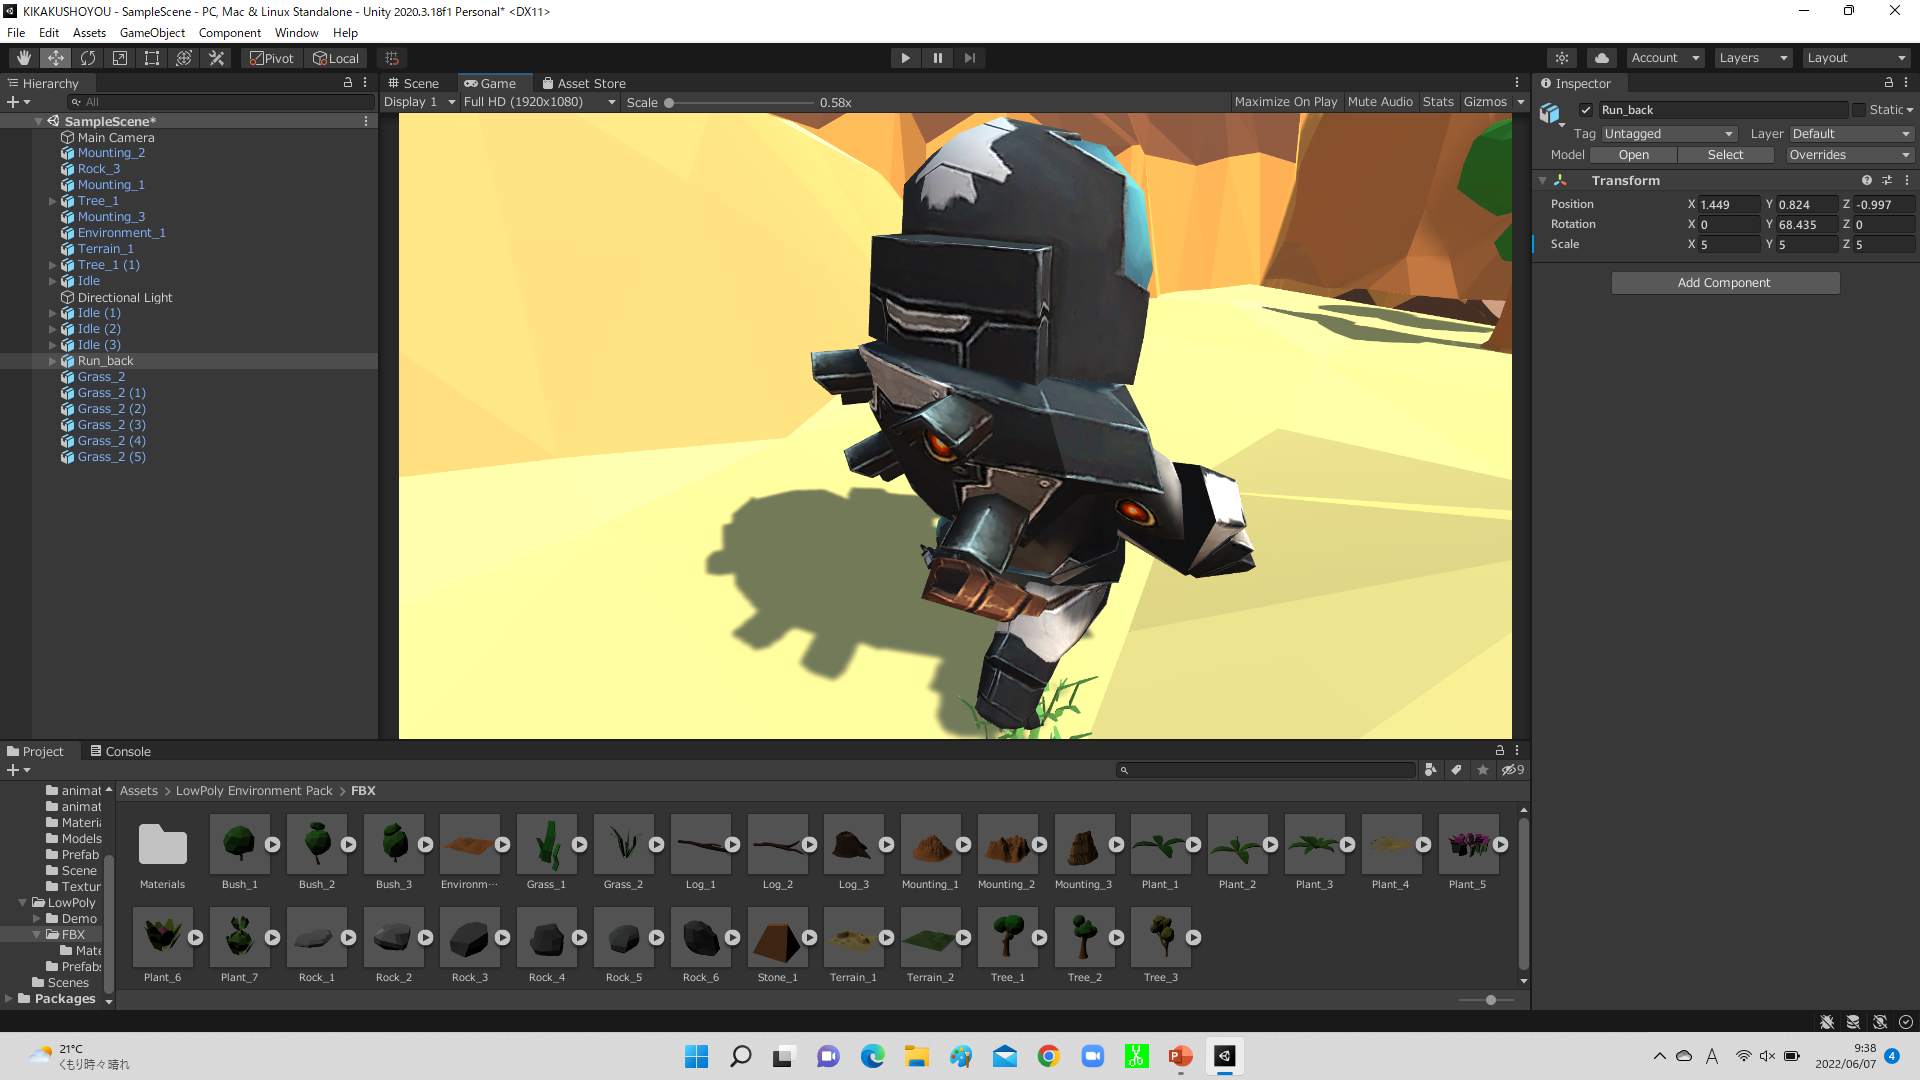 KIKAKUSHOYOU - SampleScene - PC, Mac & Linux Standalone - Unity 2020.3.18f1 Personal* <DX11>
File Edit Assets GameObject Component Window Help
Pivot Local Account Layers Layout
Hierarchy
All
SampleScene*
Main Camera
Mounting_2
Rock_3
Mounting_1
Tree_1
Mounting_3
Environment_1
Terrain_1
Tree_1 (1)
Idle
Directional Light
Idle (1)
Idle (2)
Idle (3)
Run_back
Grass_2
Grass_2 (1)
Grass_2 (2)
Grass_2 (3)
Grass_2 (4)
Grass_2 (5)
Scene Game Asset Store
Display 1 Full HD (1920x1080) Scale 0.58x Maximize On Play Mute Audio Stats Gizmos
Inspector
Run_back Static
Tag Untagged Layer Default
Model Open Select Overrides
Transform
Position X 1.449 Y 0.824 Z -0.997
Rotation X 0 Y 68.435 Z 0
Scale X 5 Y 5 Z 5
Add Component
Project Console
9
animat
animat
Materia
Models
Prefab
Scene
Textur
LowPoly
Demo
FBX
Mate
Prefabs
Scenes
Packages
Assets > LowPoly Environment Pack > FBX
Materials Bush_1 Bush_2 Bush_3 Environm... Grass_1 Grass_2 Log_1 Log_2 Log_3 Mounting_1 Mounting_2 Mounting_3 Plant_1 Plant_2 Plant_3 Plant_4 Plant_5
Plant_6 Plant_7 Rock_1 Rock_2 Rock_3 Rock_4 Rock_5 Rock_6 Stone_1 Terrain_1 Terrain_2 Tree_1 Tree_2 Tree_3
21°C
くもり時々晴れ
A
9:38
2022/06/07
4